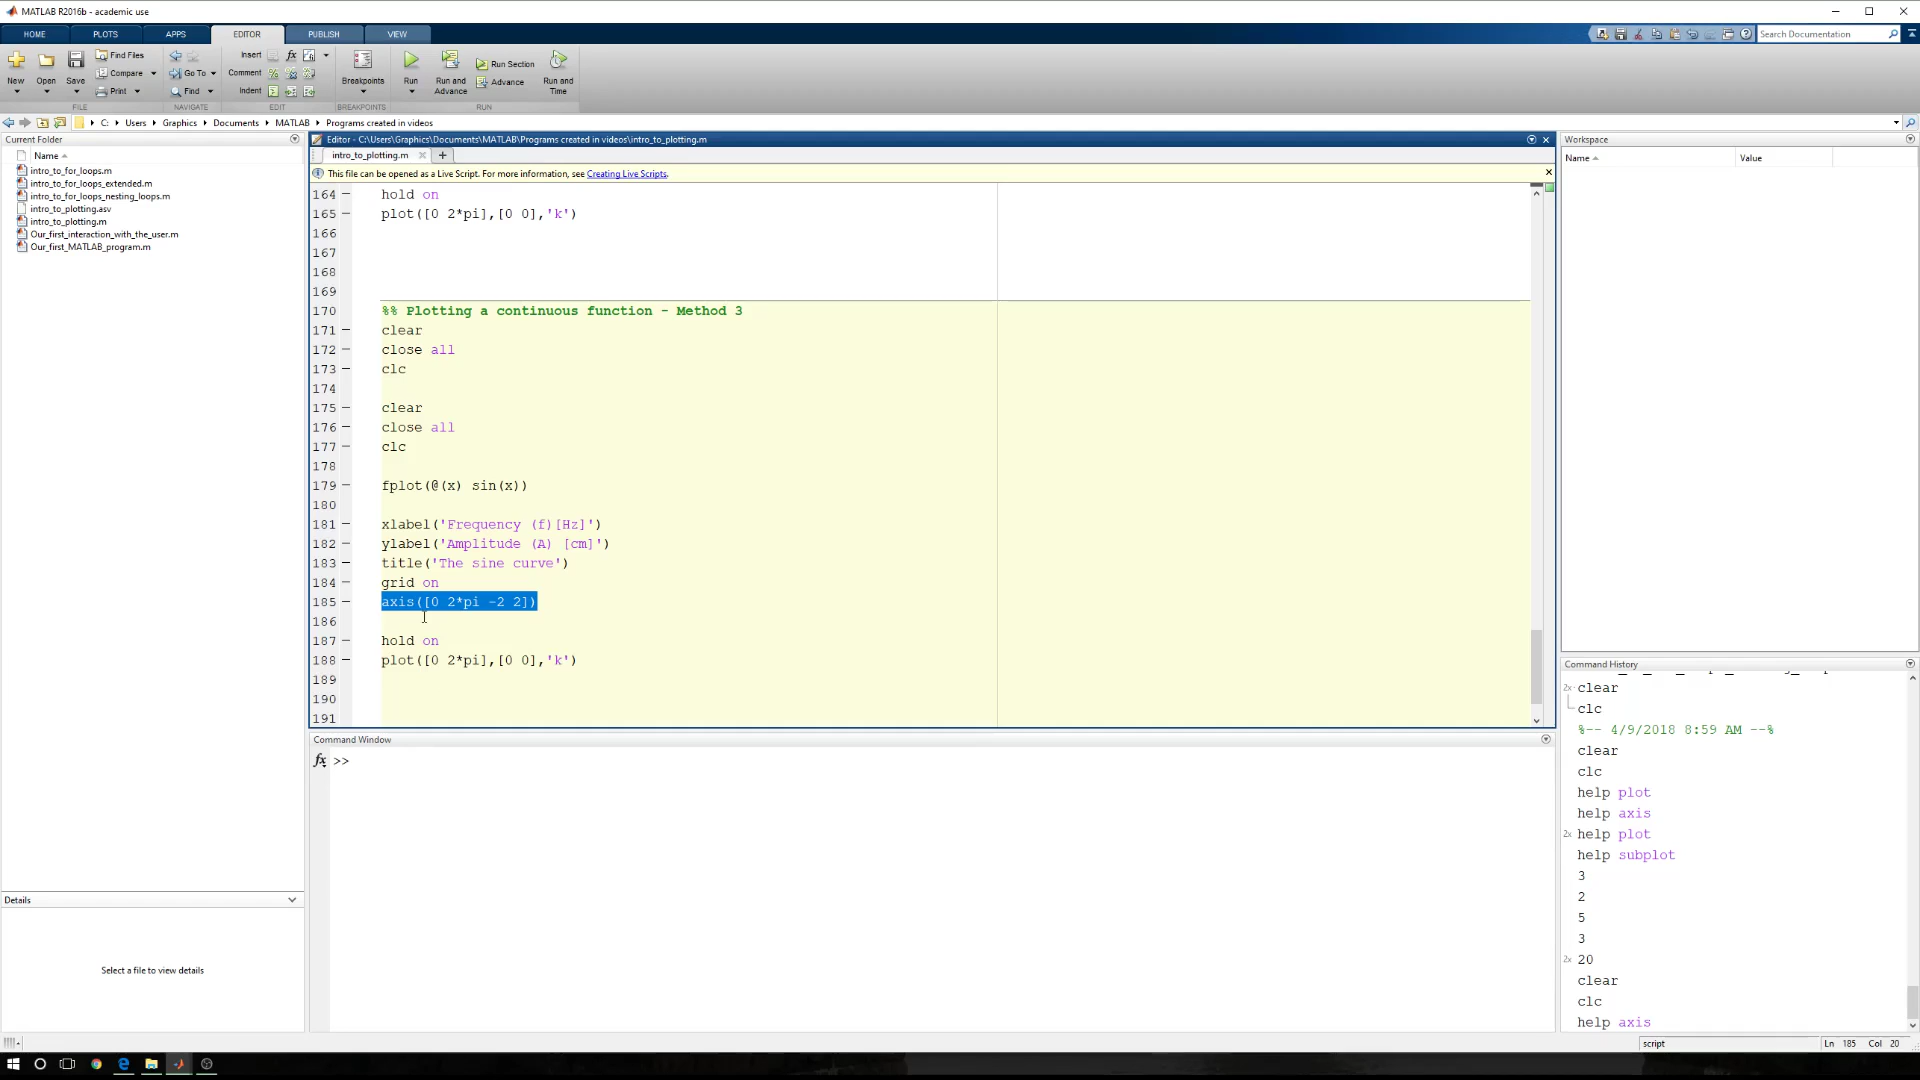 MATLAB R2016b - academic use
HOME PLOTS APPS EDITOR PUBLISH VIEW
Search Documentation
New Open Save Find Files Compare Print
Go To Find
Insert Comment Indent
Breakpoints Run Run and Advance Run Section Advance Run and Time
FILE NAVIGATE EDIT BREAKPOINTS RUN
C: Users Graphics Documents MATLAB Programs created in videos
Current Folder
Name
intro_to_for_loops.m
intro_to_for_loops_extended.m
intro_to_for_loops_nesting_loops.m
intro_to_plotting.asv
intro_to_plotting.m
Our_first_interaction_with_the_user.m
Our_first_MATLAB_program.m
Details
Select a file to view details
Editor - C:\Users\Graphics\Documents\MATLAB\Programs created in videos\intro_to_plotting.m
intro_to_plotting.m
This file can be opened as a Live Script. For more information, see Creating Live Scripts.
164 hold on
165 plot([0 2*pi],[0 0],'k')
166
167
168
169
170 %% Plotting a continuous function - Method 3
171 clear
172 close all
173 clc
174
175 clear
176 close all
177 clc
178
179 fplot(@(x) sin(x))
180
181 xlabel('Frequency (f)[Hz]')
182 ylabel('Amplitude (A) [cm]')
183 title('The sine curve')
184 grid on
185 axis([0 2*pi -2 2])
186
187 hold on
188 plot([0 2*pi],[0 0],'k')
189
190
191
Command Window
fx >>
Workspace
Name Value
Command History
2x clear
clc
%-- 4/9/2018 8:59 AM --%
clear
clc
help plot
help axis
2x help plot
help subplot
3
2
5
3
2x 20
clear
clc
help axis
script Ln 185 Col 20